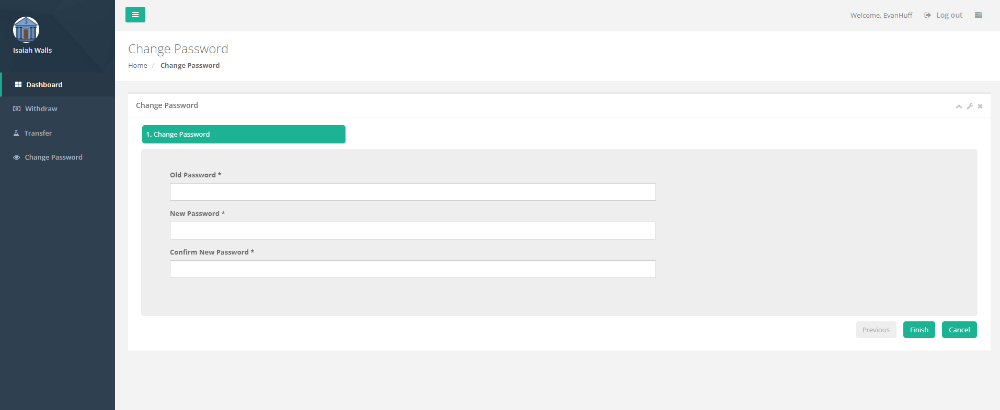 Isaiah Walls
Dashboard
Withdraw
Transfer
Change Password
Welcome, EvanHuff
Log out
Change Password
Home / Change Password
Change Password
1. Change Password
Old Password *
New Password *
Confirm New Password *
Previous
Finish
Cancel